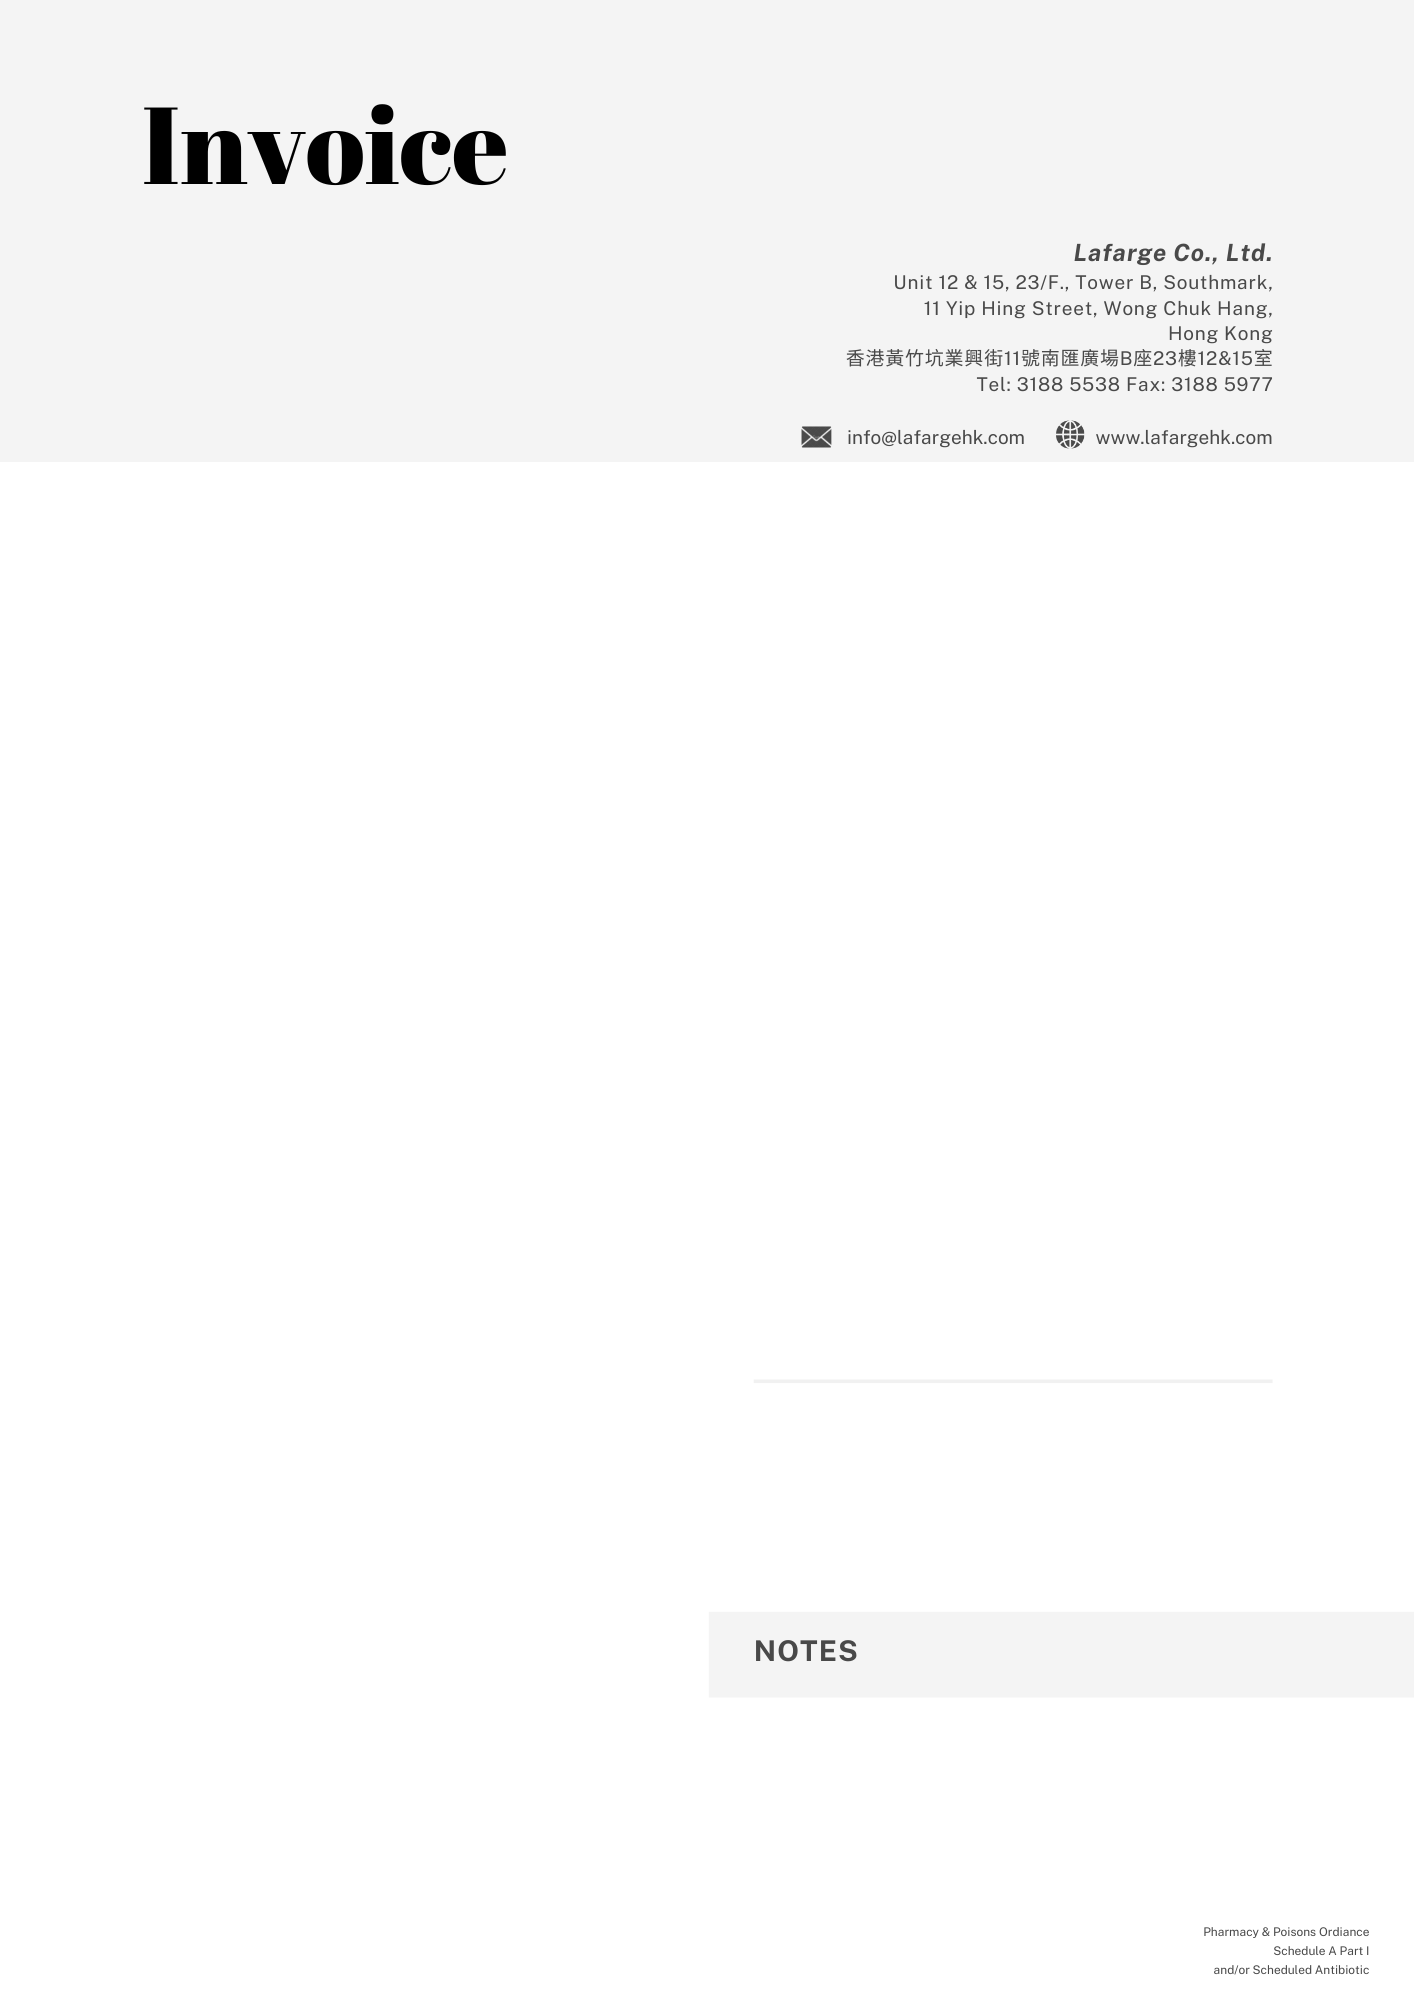 Invoice
Lafarge Co., Ltd.
Unit 12 & 15, 23/F., Tower B, Southmark,
11 Yip Hing Street, Wong Chuk Hang,
Hong Kong
香港黃竹坑業興街11號南匯廣場B座23樓12&15室
Tel: 3188 5538 Fax: 3188 5977
info@lafargehk.com www.lafargehk.com
NOTES
Pharmacy & Poisons Ordiance
Schedule A Part I
and/or Scheduled Antibiotic